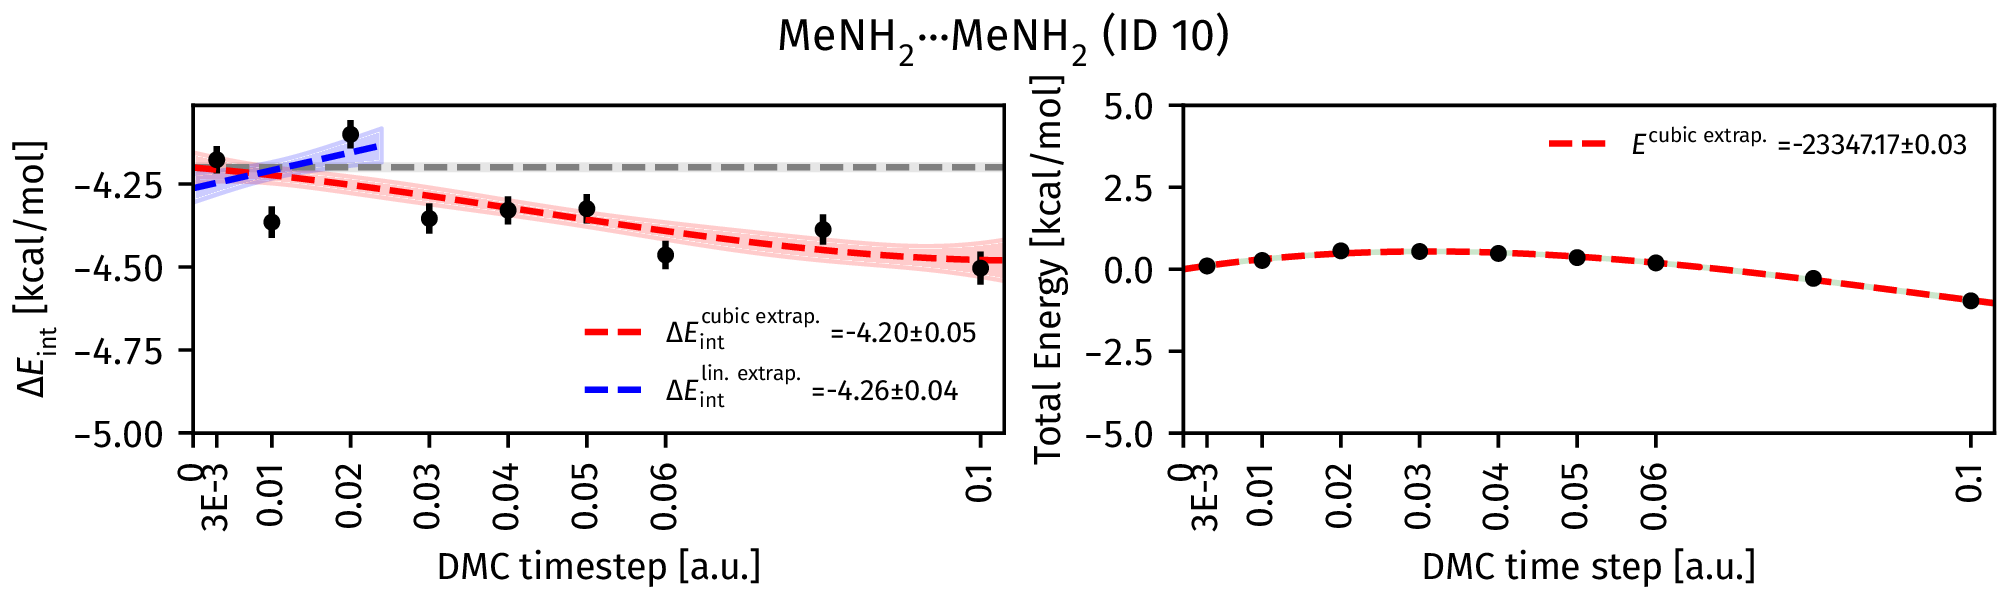 MeNH₂···MeNH₂ (ID 10)
ΔE_int [kcal/mol]
−4.25
−4.50
−4.75
−5.00
ΔE_int^cubic extrap. =-4.20±0.05
ΔE_int^lin. extrap. =-4.26±0.04
0
3E-3
0.01
0.02
0.03
0.04
0.05
0.06
0.1
DMC timestep [a.u.]
Total Energy [kcal/mol]
5.0
2.5
0.0
−2.5
−5.0
E^cubic extrap. =-23347.17±0.03
0
3E-3
0.01
0.02
0.03
0.04
0.05
0.06
0.1
DMC time step [a.u.]